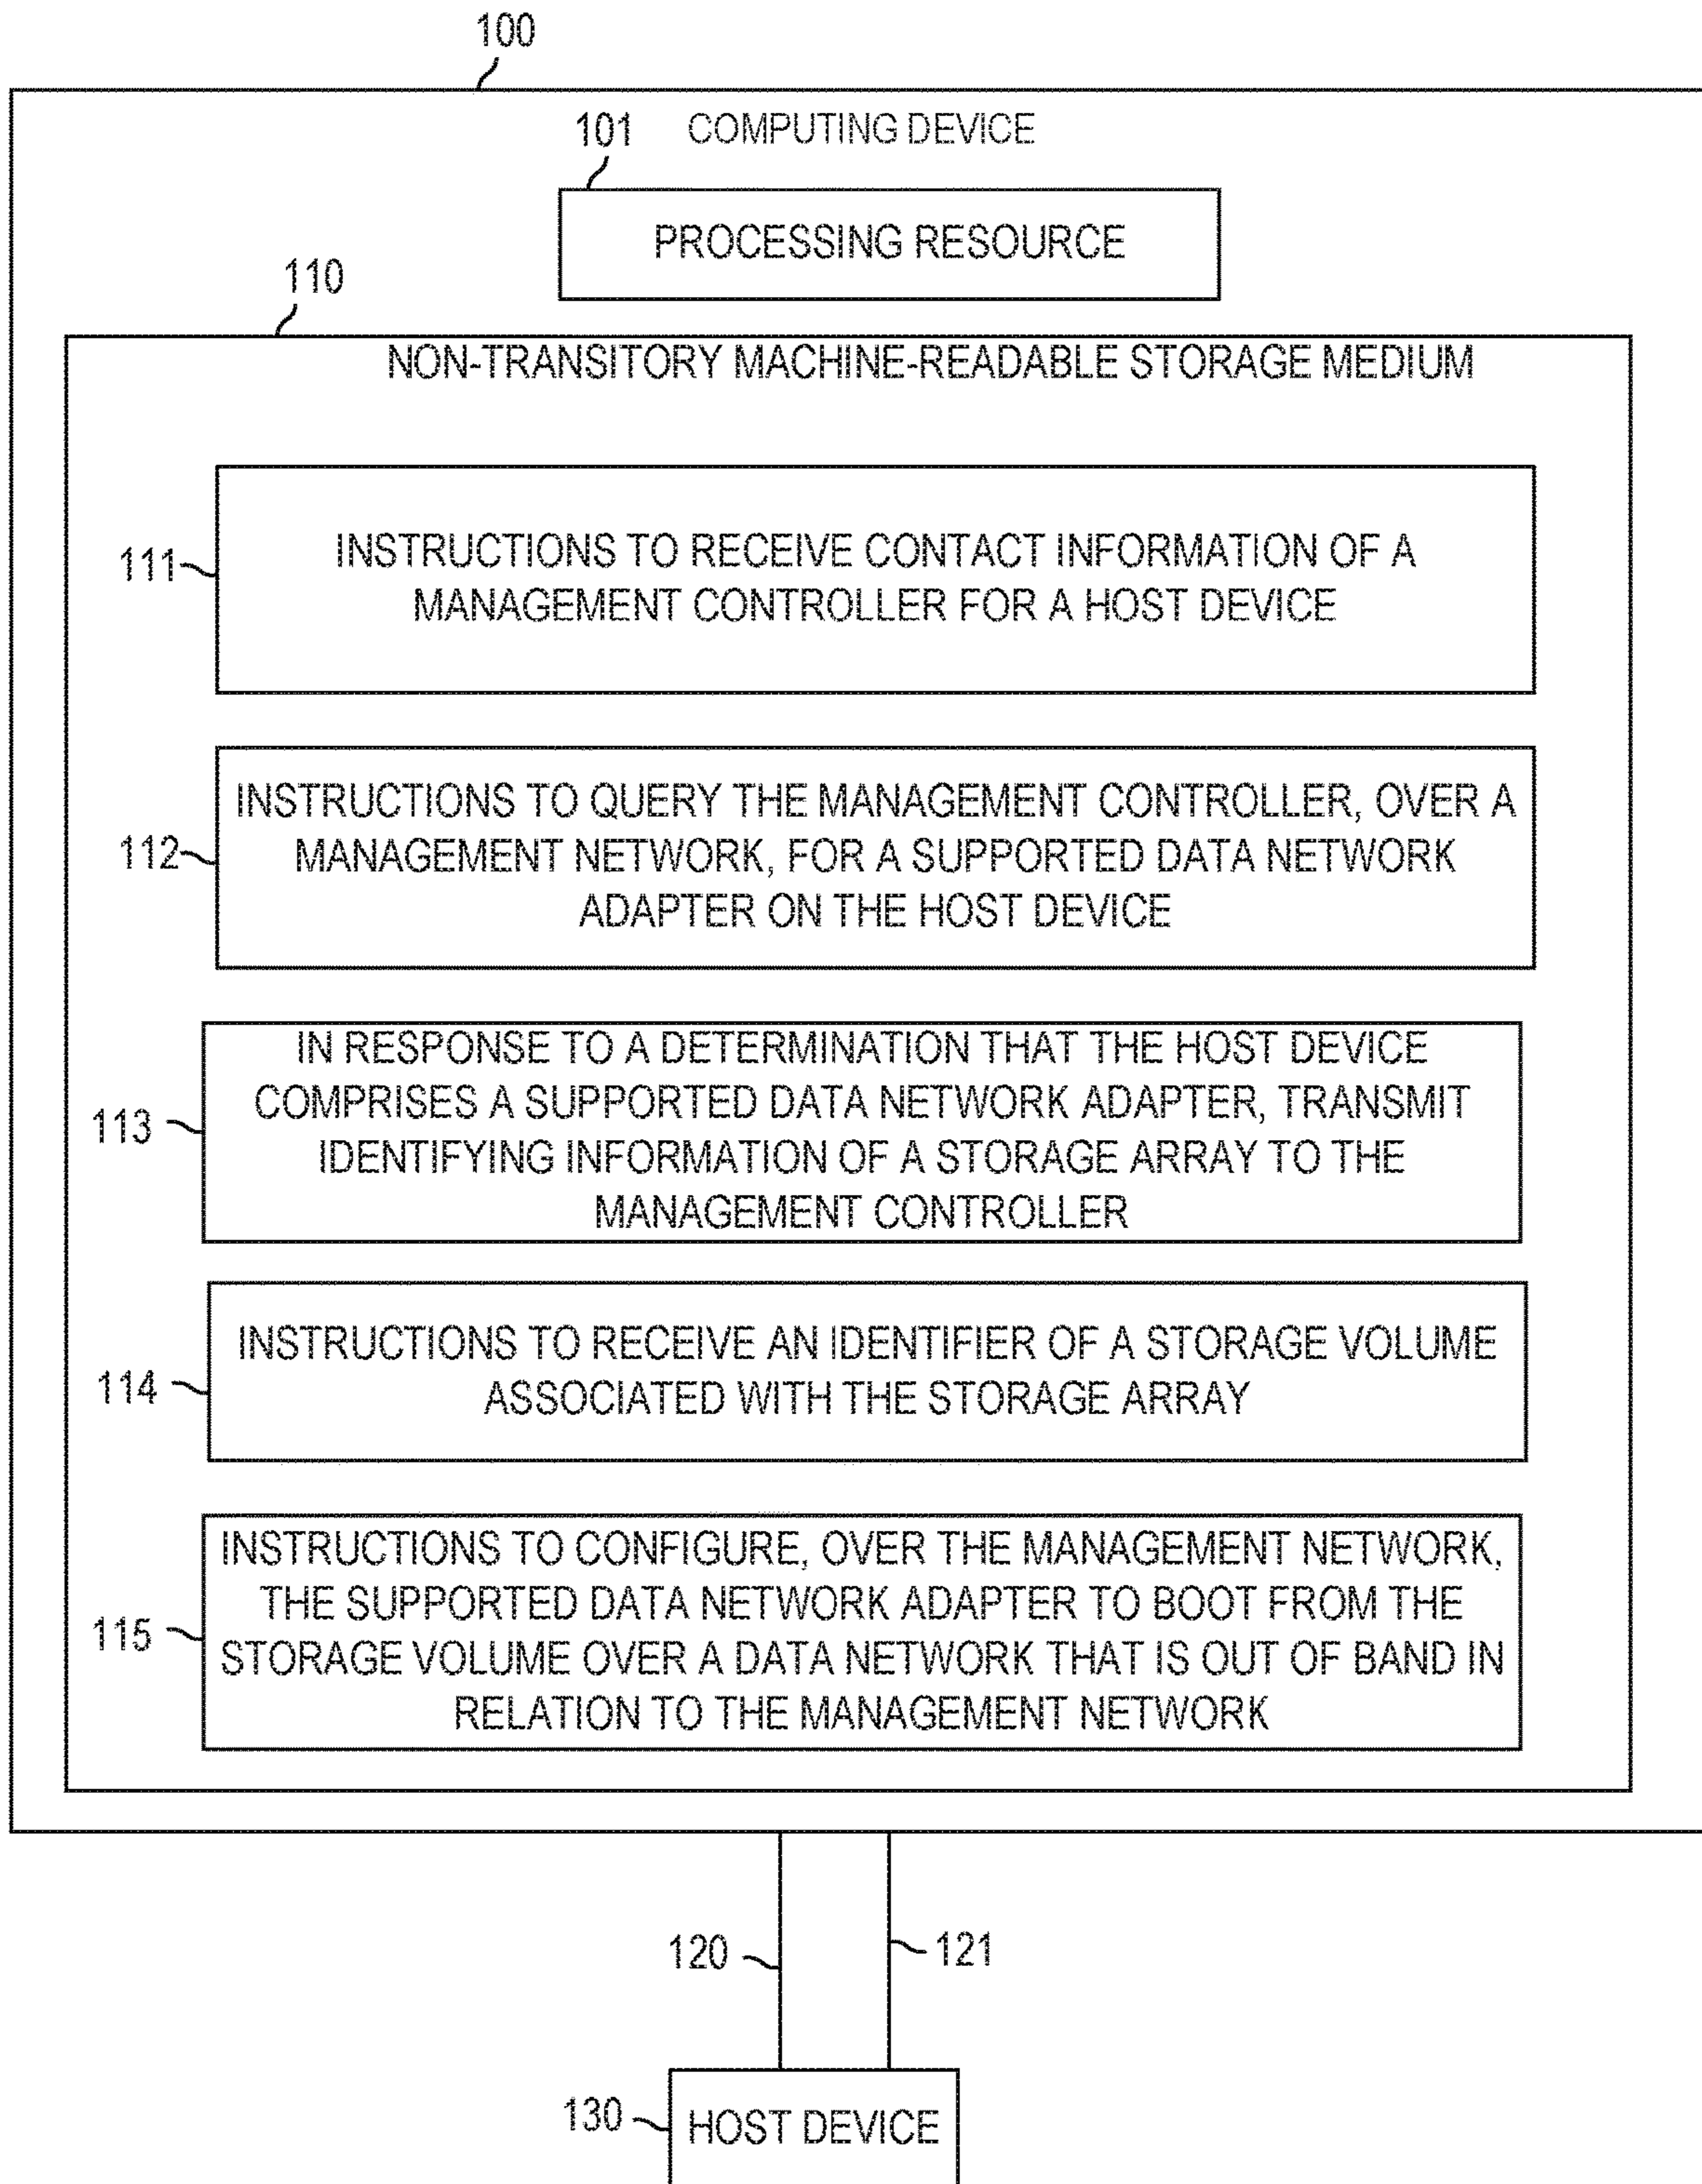 100
101 COMPUTING DEVICE
PROCESSING RESOURCE
110
NON-TRANSITORY MACHINE-READABLE STORAGE MEDIUM
111
INSTRUCTIONS TO RECEIVE CONTACT INFORMATION OF A
MANAGEMENT CONTROLLER FOR A HOST DEVICE
112
INSTRUCTIONS TO QUERY THE MANAGEMENT CONTROLLER, OVER A
MANAGEMENT NETWORK, FOR A SUPPORTED DATA NETWORK
ADAPTER ON THE HOST DEVICE
113
IN RESPONSE TO A DETERMINATION THAT THE HOST DEVICE
COMPRISES A SUPPORTED DATA NETWORK ADAPTER, TRANSMIT
IDENTIFYING INFORMATION OF A STORAGE ARRAY TO THE
MANAGEMENT CONTROLLER
114
INSTRUCTIONS TO RECEIVE AN IDENTIFIER OF A STORAGE VOLUME
ASSOCIATED WITH THE STORAGE ARRAY
115
INSTRUCTIONS TO CONFIGURE, OVER THE MANAGEMENT NETWORK,
THE SUPPORTED DATA NETWORK ADAPTER TO BOOT FROM THE
STORAGE VOLUME OVER A DATA NETWORK THAT IS OUT OF BAND IN
RELATION TO THE MANAGEMENT NETWORK
120
121
130
HOST DEVICE